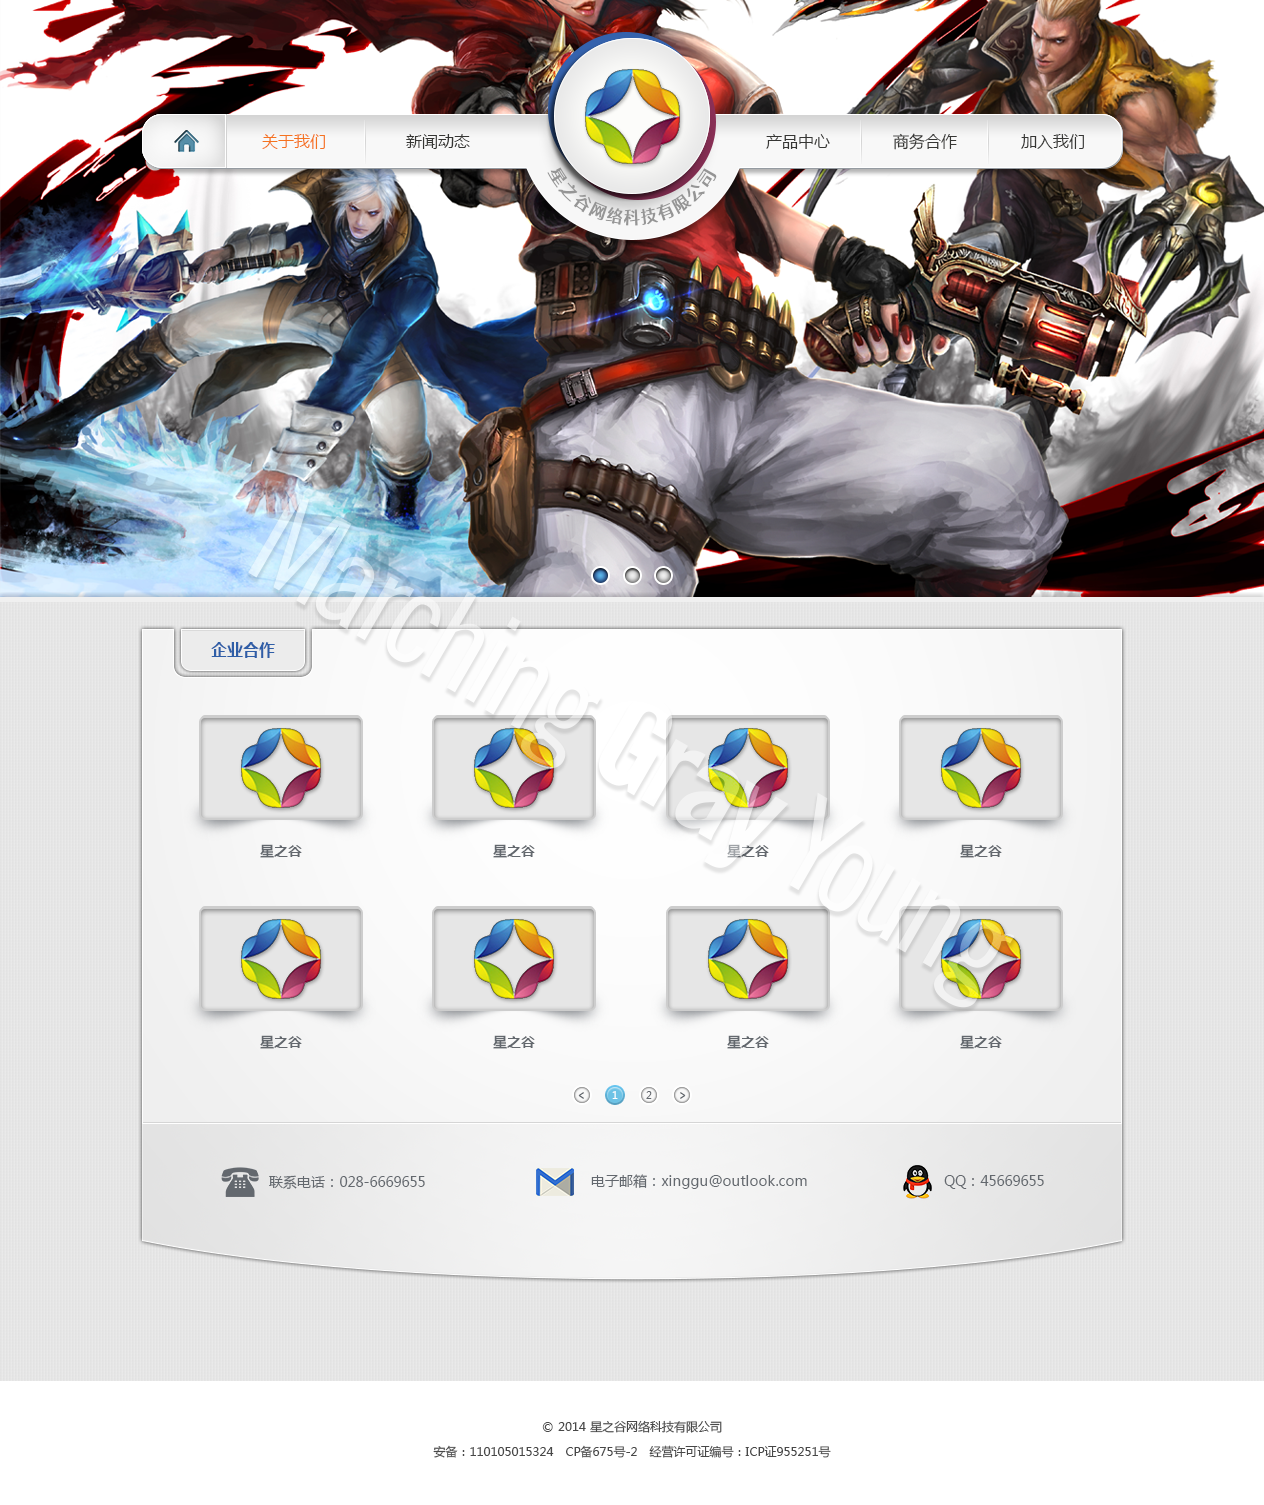 关于我们 新闻动态 产品中心 商务合作 加入我们
星之谷网络科技有限公司
企业合作
Marching Gray Young
星之谷 星之谷 星之谷 星之谷
星之谷 星之谷 星之谷 星之谷
< 1 2 >
联系电话：028-6669655 电子邮箱：xinggu@outlook.com QQ：45669655
© 2014 星之谷网络科技有限公司
安备：110105015324 CP备675号-2 经营许可证编号：ICP证955251号